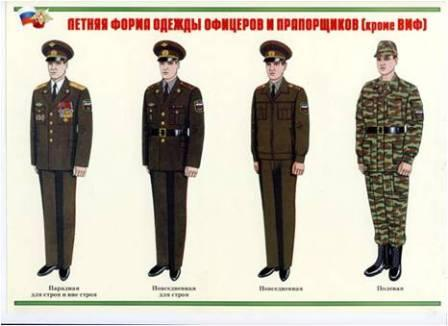 ЛЕТНЯЯ ФОРМА ОДЕЖДЫ ОФИЦЕРОВ И ПРАПОРЩИКОВ (кроме ВМФ)
Парадная
для строя и вне строя
Повседневная
для строя
Повседневная
Полевая